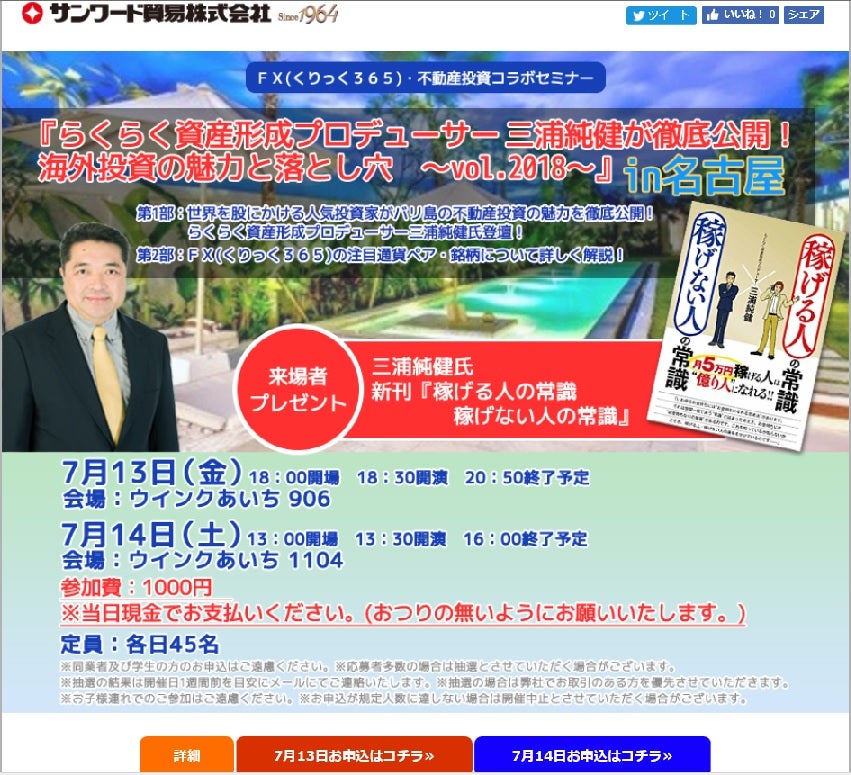 サンワード貿易株式会社 Since1964
ツイート
いいね! 0
シェア
FX(くりっく365)・不動産投資コラボセミナー
『らくらく資産形成プロデューサー 三浦純健が徹底公開!
海外投資の魅力と落とし穴 ～vol.2018～』in名古屋
第1部:世界を股にかける人気投資家がバリ島の不動産投資の魅力を徹底公開!
らくらく資産形成プロデューサー三浦純健氏登壇!
第2部:FX(くりっく365)の注目通貨ペア・銘柄について詳しく解説!
稼げる人の常識
稼げない人の常識
三浦純健
月5万円稼げる人は
"億り人"になれる!!
来場者
プレゼント
三浦純健氏
新刊『稼げる人の常識
稼げない人の常識』
7月13日(金) 18:00開場 18:30開演 20:50終了予定
会場:ウインクあいち 906
7月14日(土) 13:00開場 13:30開演 16:00終了予定
会場:ウインクあいち 1104
参加費:1000円
※当日現金でお支払いください。(おつりの無いようにお願いいたします。)
定員:各日45名
※同業者及び学生の方のお申込はご遠慮ください。※応募者多数の場合は抽選とさせていただく場合がございます。
※抽選の結果は開催日1週間前を目安にメールにてご連絡いたします。※抽選の場合は弊社でお取引のある方を優先させていただきます。
※お子様連れでのご参加はご遠慮ください。※お申込が規定人数に達しない場合は開催中止とさせていただく場合がございます。
詳細
7月13日お申込はコチラ»
7月14日お申込はコチラ»